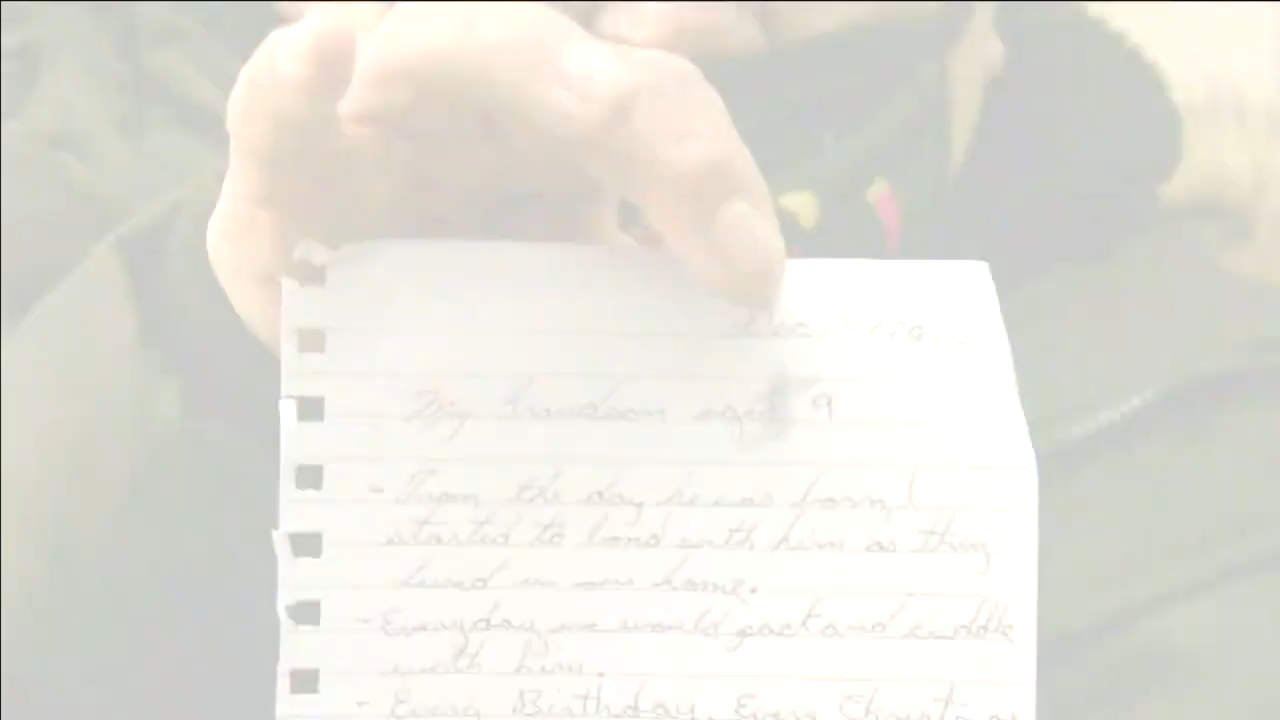 My Grandson aged 9
- From the day he was born I
started to bond with him as they
lived in our home.
- Everyday we would and cuddle
with him.
- Every Birthday, Every Christmas